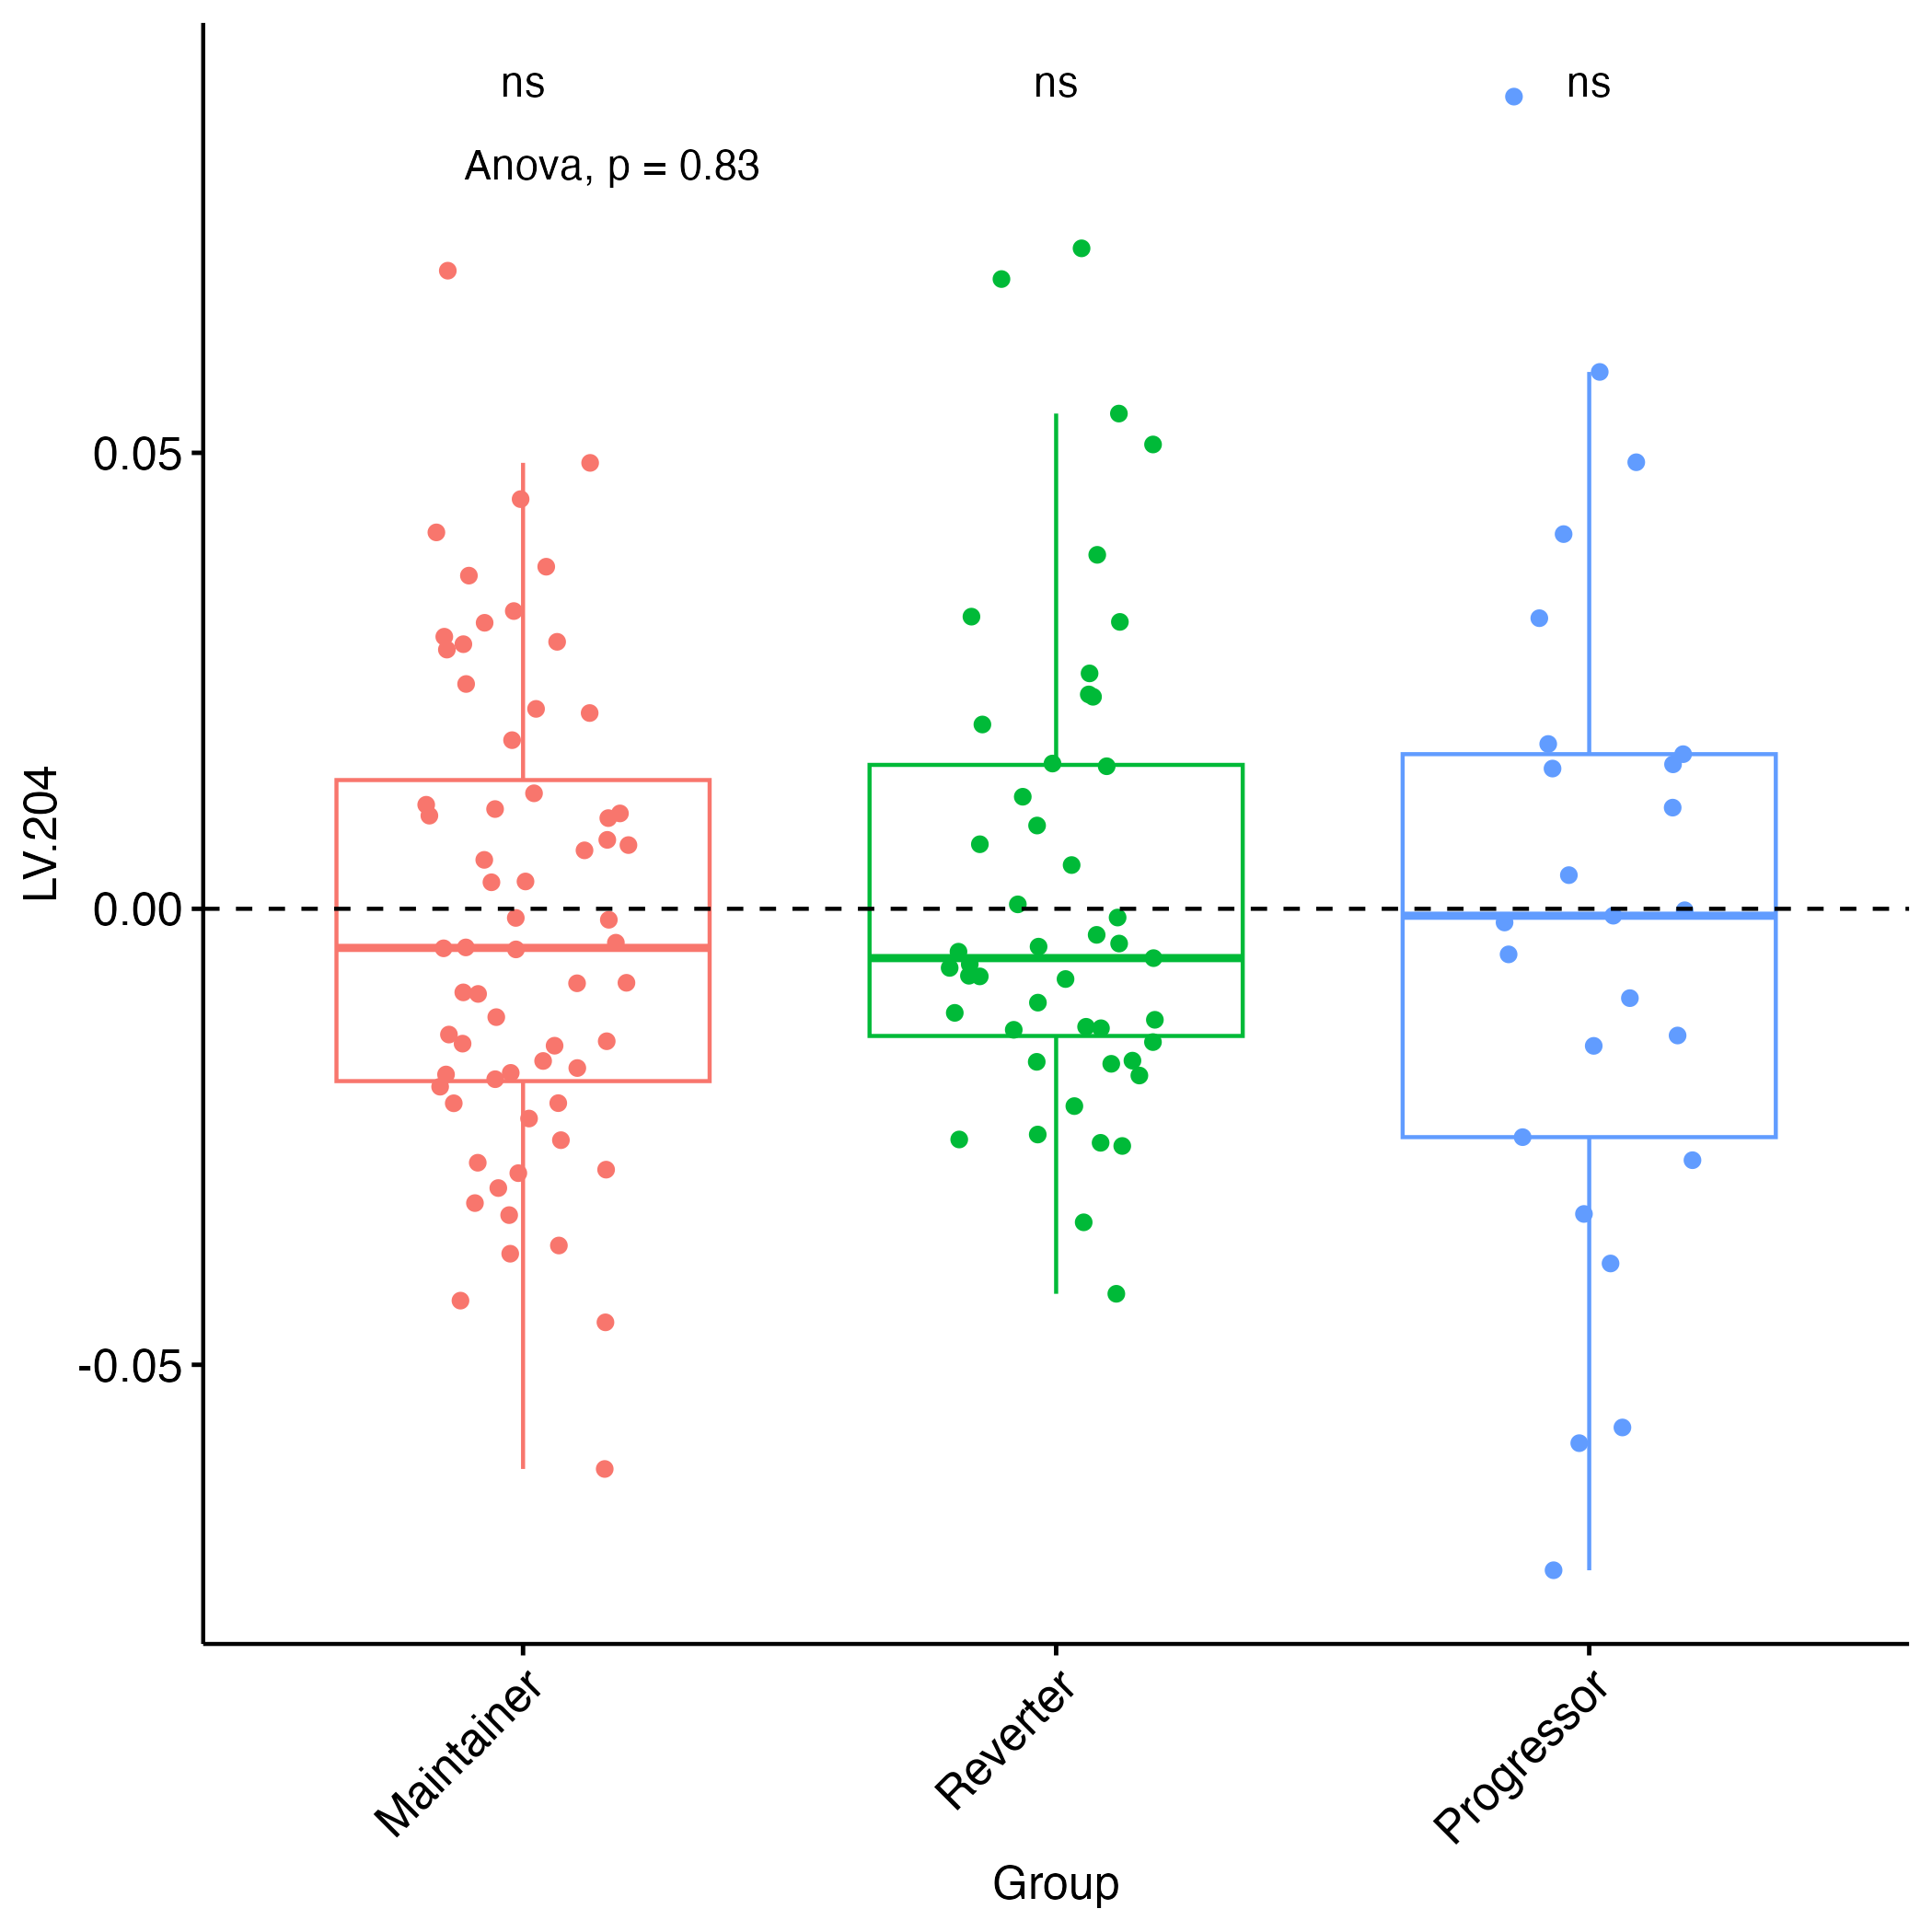 ns ns ns
Anova, p = 0.83
0.05
0.00
-0.05
LV.204
Maintainer Reverter Progressor
Group